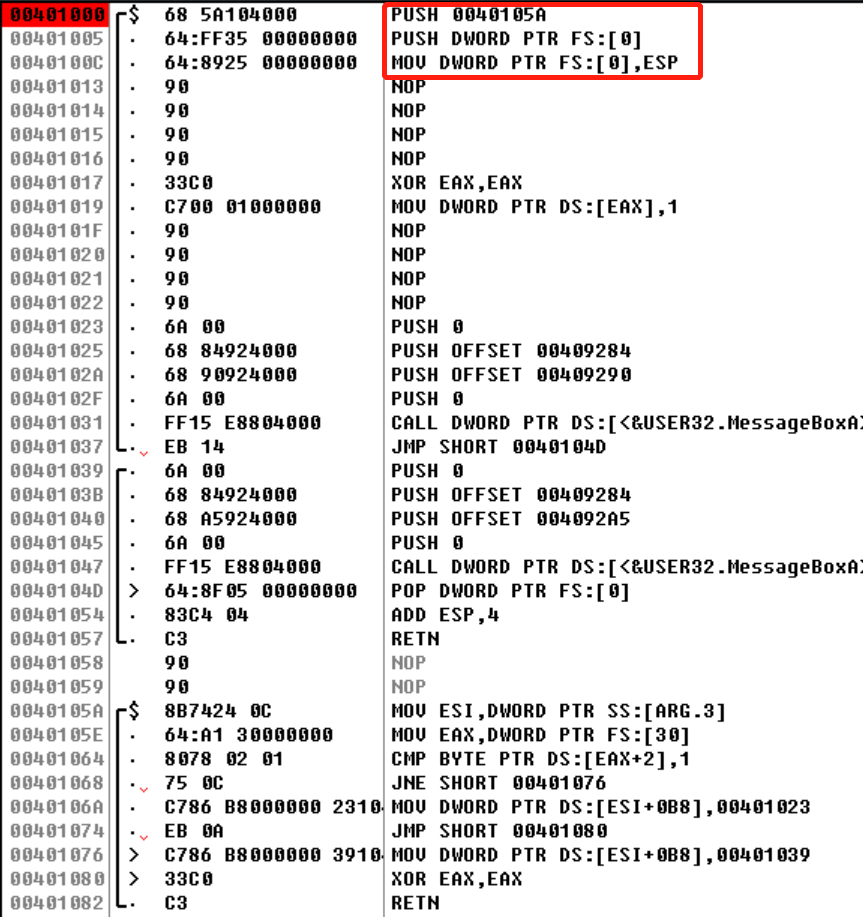 00401000 $ 68 5A104000 PUSH 0040105A
00401005 . 64:FF35 00000000 PUSH DWORD PTR FS:[0]
0040100C . 64:8925 00000000 MOV DWORD PTR FS:[0],ESP
00401013 . 90 NOP
00401014 . 90 NOP
00401015 . 90 NOP
00401016 . 90 NOP
00401017 . 33C0 XOR EAX,EAX
00401019 . C700 01000000 MOV DWORD PTR DS:[EAX],1
0040101F . 90 NOP
00401020 . 90 NOP
00401021 . 90 NOP
00401022 . 90 NOP
00401023 . 6A 00 PUSH 0
00401025 . 68 84924000 PUSH OFFSET 00409284
0040102A . 68 90924000 PUSH OFFSET 00409290
0040102F . 6A 00 PUSH 0
00401031 . FF15 E8804000 CALL DWORD PTR DS:[<&USER32.MessageBoxA>
00401037 . EB 14 JMP SHORT 0040104D
00401039 . 6A 00 PUSH 0
0040103B . 68 84924000 PUSH OFFSET 00409284
00401040 . 68 A5924000 PUSH OFFSET 004092A5
00401045 . 6A 00 PUSH 0
00401047 . FF15 E8804000 CALL DWORD PTR DS:[<&USER32.MessageBoxA>
0040104D > 64:8F05 00000000 POP DWORD PTR FS:[0]
00401054 . 83C4 04 ADD ESP,4
00401057 . C3 RETN
00401058 90 NOP
00401059 90 NOP
0040105A $ 8B7424 0C MOV ESI,DWORD PTR SS:[ARG.3]
0040105E . 64:A1 30000000 MOV EAX,DWORD PTR FS:[30]
00401064 . 8078 02 01 CMP BYTE PTR DS:[EAX+2],1
00401068 . 75 0C JNE SHORT 00401076
0040106A . C786 B8000000 2310 MOV DWORD PTR DS:[ESI+0B8],00401023
00401074 . EB 0A JMP SHORT 00401080
00401076 > C786 B8000000 3910 MOV DWORD PTR DS:[ESI+0B8],00401039
00401080 > 33C0 XOR EAX,EAX
00401082 . C3 RETN